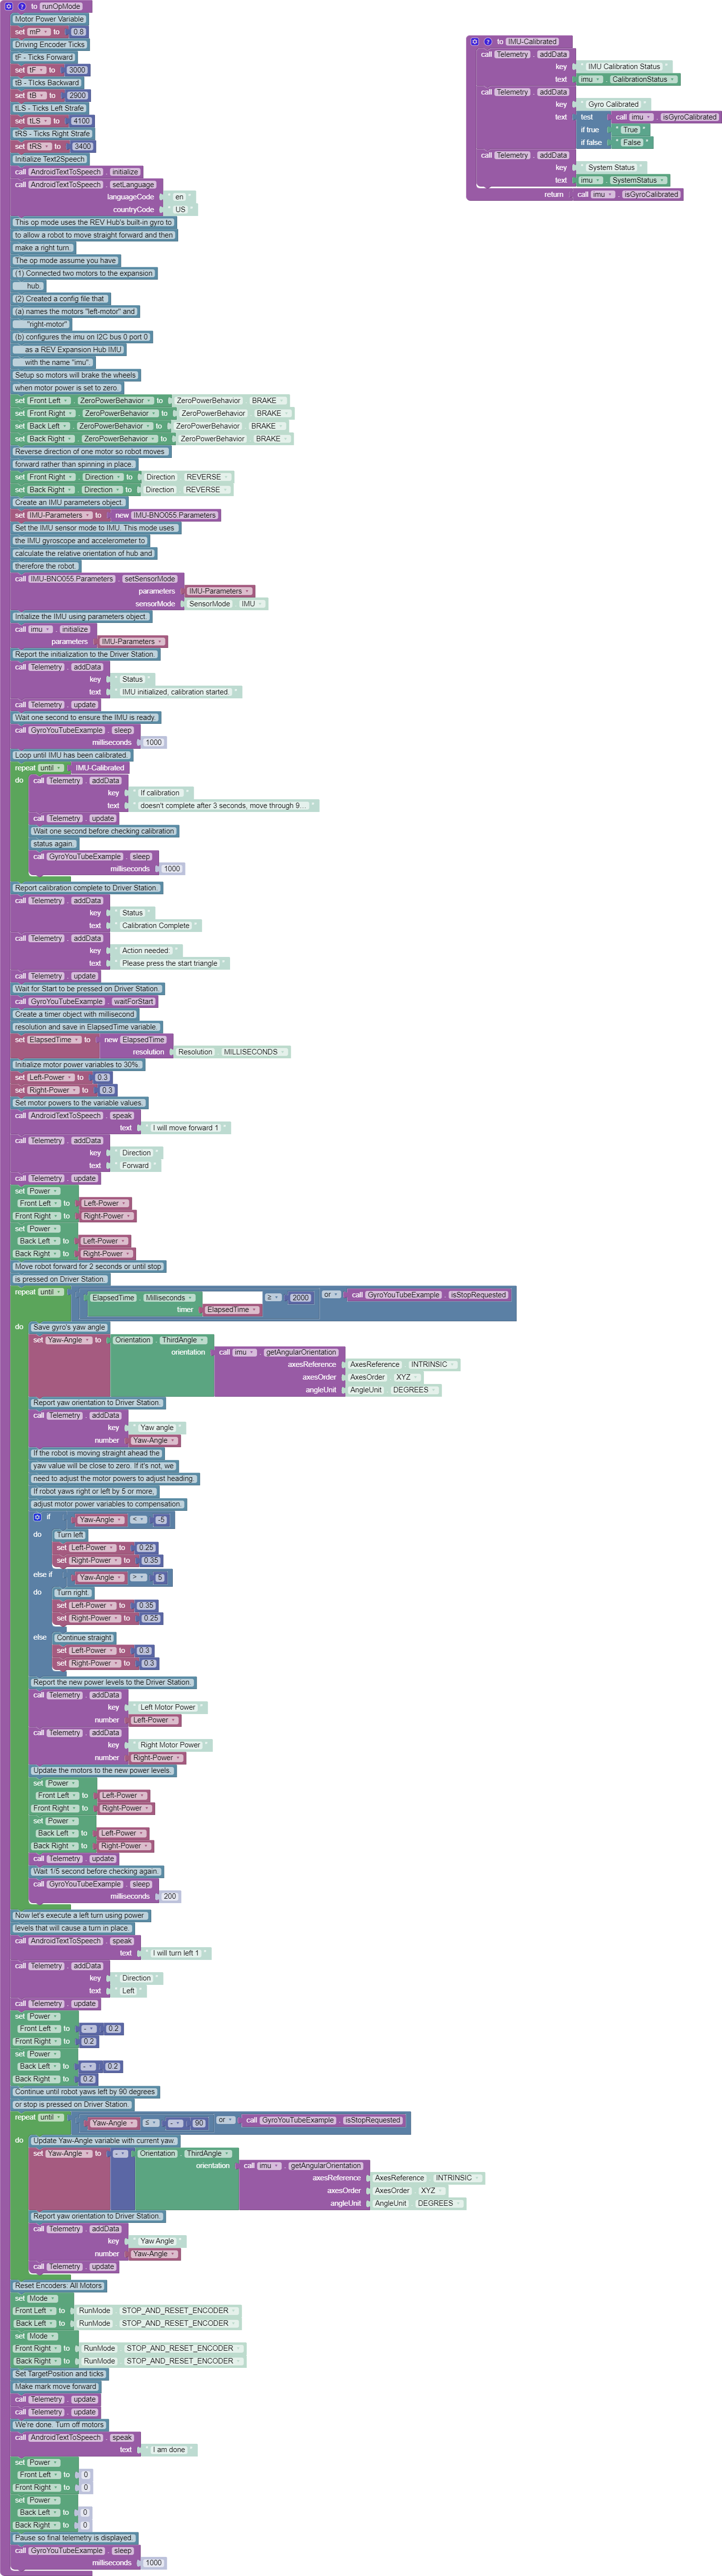 to runOpMode
Motor Power Variable
set mP to 0.8
Driving Encoder Ticks
tF - Ticks Forward
set tF to 3000
tB - TIcks Backward
set tB to 2900
tLS - Ticks Left Strafe
set tLS to 4100
tRS - Ticks Right Strafe
set tRS to 3400
Initialize Text2Speech
call AndroidTextToSpeech . initialize
call AndroidTextToSpeech . setLanguage
languageCode " en "
countryCode " US "
This op mode uses the REV Hub's built-in gyro to
to allow a robot to move straight forward and then
make a right turn.
The op mode assume you have
(1) Connected two motors to the expansion
hub.
(2) Created a config file that
(a) names the motors "left-motor" and
"right-motor"
(b) configures the imu on I2C bus 0 port 0
as a REV Expansion Hub IMU
with the name "imu".
Setup so motors will brake the wheels
when motor power is set to zero.
set Front Left . ZeroPowerBehavior to ZeroPowerBehavior . BRAKE
set Front Right . ZeroPowerBehavior to ZeroPowerBehavior . BRAKE
set Back Left . ZeroPowerBehavior to ZeroPowerBehavior . BRAKE
set Back Right . ZeroPowerBehavior to ZeroPowerBehavior . BRAKE
Reverse direction of one motor so robot moves
forward rather than spinning in place.
set Front Right . Direction to Direction . REVERSE
set Back Right . Direction to Direction . REVERSE
Create an IMU parameters object.
set IMU-Parameters to new IMU-BNO055.Parameters
Set the IMU sensor mode to IMU. This mode uses
the IMU gyroscope and accelerometer to
calculate the relative orientation of hub and
therefore the robot.
call IMU-BNO055.Parameters . setSensorMode
parameters IMU-Parameters
sensorMode SensorMode . IMU
Intialize the IMU using parameters object.
call imu . initialize
parameters IMU-Parameters
Report the initialization to the Driver Station.
call Telemetry . addData
key " Status "
text " IMU initialized, calibration started. "
call Telemetry . update
Wait one second to ensure the IMU is ready.
call GyroYouTubeExample . sleep
milliseconds 1000
Loop until IMU has been calibrated.
repeat until IMU-Calibrated
do call Telemetry . addData
key " If calibration "
text " doesn't complete after 3 seconds, move through 9... "
call Telemetry . update
Wait one second before checking calibration
status again.
call GyroYouTubeExample . sleep
milliseconds 1000
Report calibration complete to Driver Station.
call Telemetry . addData
key " Status "
text " Calibration Complete "
call Telemetry . addData
key " Action needed: "
text " Please press the start triangle "
call Telemetry . update
Wait for Start to be pressed on Driver Station.
call GyroYouTubeExample . waitForStart
Create a timer object with millisecond
resolution and save in ElapsedTime variable.
set ElapsedTime to new ElapsedTime
resolution Resolution . MILLISECONDS
Initialize motor power variables to 30%.
set Left-Power to 0.3
set Right-Power to 0.3
Set motor powers to the variable values.
call AndroidTextToSpeech . speak
text " I will move forward 1 "
call Telemetry . addData
key " Direction "
text " Forward "
call Telemetry . update
set Power
Front Left to Left-Power
Front Right to Right-Power
set Power
Back Left to Left-Power
Back Right to Right-Power
Move robot forward for 2 seconds or until stop
is pressed on Driver Station.
repeat until ElapsedTime . Milliseconds ≥ 2000 or call GyroYouTubeExample . isStopRequested
timer ElapsedTime
do Save gyro's yaw angle
set Yaw-Angle to Orientation . ThirdAngle
orientation call imu . getAngularOrientation
axesReference AxesReference . INTRINSIC
axesOrder AxesOrder . XYZ
angleUnit AngleUnit . DEGREES
Report yaw orientation to Driver Station.
call Telemetry . addData
key " Yaw angle "
number Yaw-Angle
If the robot is moving straight ahead the
yaw value will be close to zero. If it's not, we
need to adjust the motor powers to adjust heading.
If robot yaws right or left by 5 or more,
adjust motor power variables to compensation.
if Yaw-Angle < -5
do Turn left
set Left-Power to 0.25
set Right-Power to 0.35
else if Yaw-Angle > 5
do Turn right.
set Left-Power to 0.35
set Right-Power to 0.25
else Continue straight
set Left-Power to 0.3
set Right-Power to 0.3
Report the new power levels to the Driver Station.
call Telemetry . addData
key " Left Motor Power "
number Left-Power
call Telemetry . addData
key " Right Motor Power "
number Right-Power
Update the motors to the new power levels.
set Power
Front Left to Left-Power
Front Right to Right-Power
set Power
Back Left to Left-Power
Back Right to Right-Power
call Telemetry . update
Wait 1/5 second before checking again.
call GyroYouTubeExample . sleep
milliseconds 200
Now let's execute a left turn using power
levels that will cause a turn in place.
call AndroidTextToSpeech . speak
text " I will turn left 1 "
call Telemetry . addData
key " Direction "
text " Left "
call Telemetry . update
set Power
Front Left to - 0.2
Front Right to 0.2
set Power
Back Left to - 0.2
Back Right to 0.2
Continue until robot yaws left by 90 degrees
or stop is pressed on Driver Station.
repeat until Yaw-Angle ≤ - 90 or call GyroYouTubeExample . isStopRequested
do Update Yaw-Angle variable with current yaw.
set Yaw-Angle to - Orientation . ThirdAngle
orientation call imu . getAngularOrientation
axesReference AxesReference . INTRINSIC
axesOrder AxesOrder . XYZ
angleUnit AngleUnit . DEGREES
Report yaw orientation to Driver Station.
call Telemetry . addData
key " Yaw Angle "
number Yaw-Angle
call Telemetry . update
Reset Encoders: All Motors
set Mode
Front Left to RunMode . STOP_AND_RESET_ENCODER
Back Left to RunMode . STOP_AND_RESET_ENCODER
set Mode
Front Right to RunMode . STOP_AND_RESET_ENCODER
Back Right to RunMode . STOP_AND_RESET_ENCODER
Set TargetPosition and ticks
Make mark move forward
call Telemetry . update
call Telemetry . update
We're done. Turn off motors
call AndroidTextToSpeech . speak
text " I am done "
set Power
Front Left to 0
Front Right to 0
set Power
Back Left to 0
Back Right to 0
Pause so final telemetry is displayed.
call GyroYouTubeExample . sleep
milliseconds 1000
to IMU-Calibrated
call Telemetry . addData
key " IMU Calibration Status "
text imu . CalibrationStatus
call Telemetry . addData
key " Gyro Calibrated "
text test call imu . isGyroCalibrated
if true " True "
if false " False "
call Telemetry . addData
key " System Status "
text imu . SystemStatus
return call imu . isGyroCalibrated